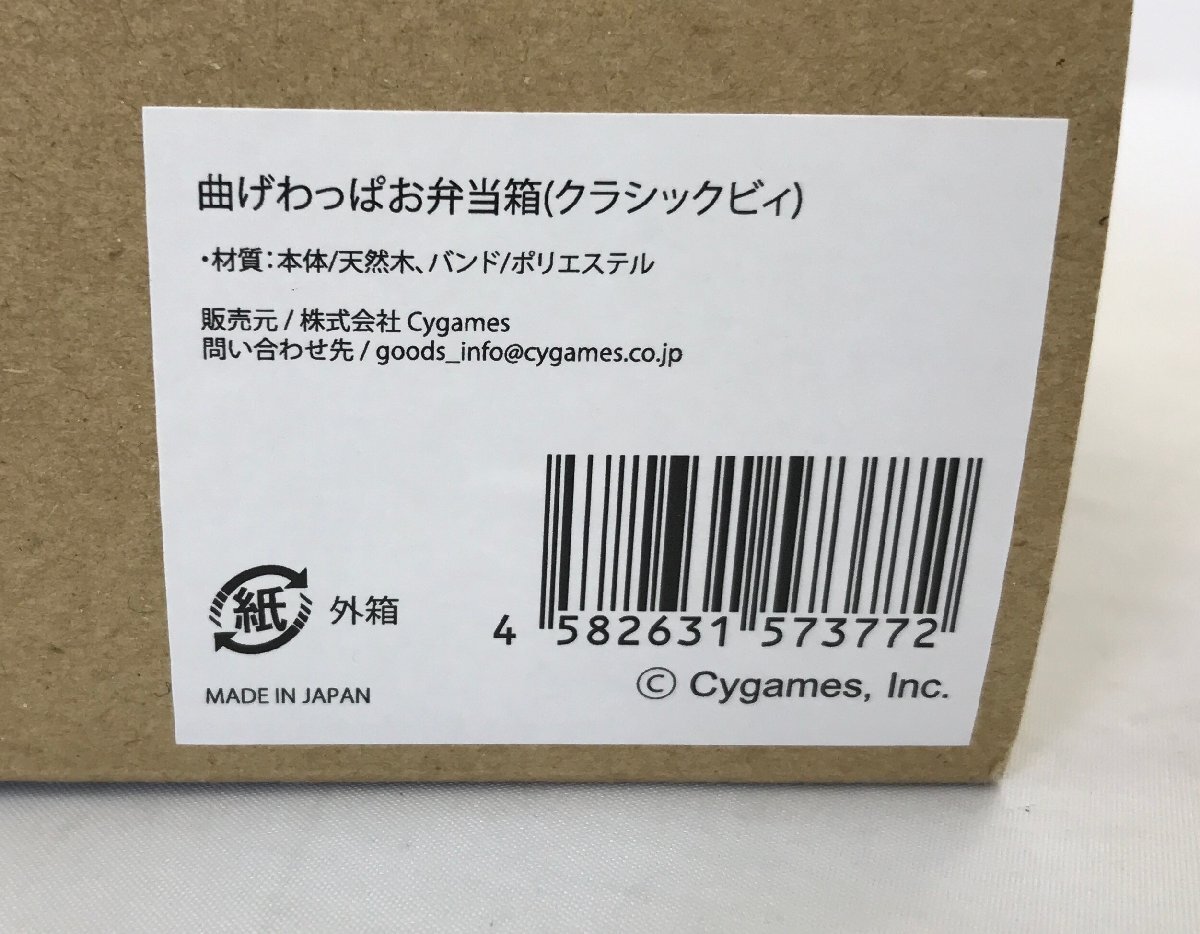 曲げわっぱお弁当箱(クラシックビィ)
・材質：本体/天然木、バンド/ポリエステル
販売元 / 株式会社 Cygames
問い合わせ先 / goods_info@cygames.co.jp
紙 外箱
4 582631 573772
MADE IN JAPAN
© Cygames, Inc.